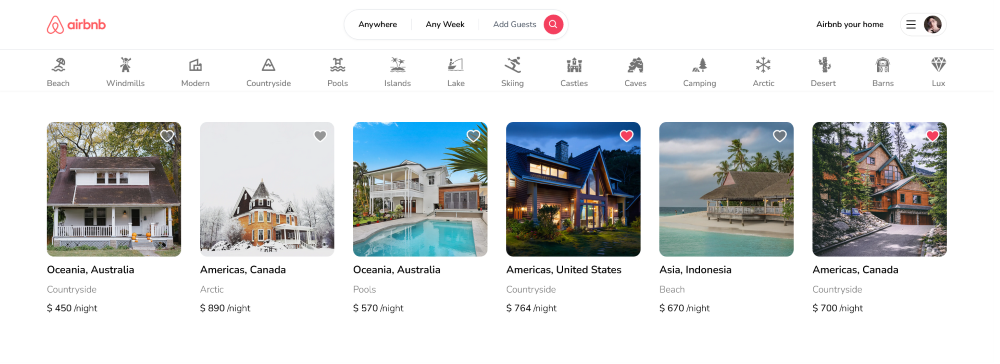 airbnb
Anywhere
Any Week
Add Guests
Airbnb your home
Beach
Windmills
Modern
Countryside
Pools
Islands
Lake
Skiing
Castles
Caves
Camping
Arctic
Desert
Barns
Lux
Oceania, Australia
Countryside
$ 450 /night
Americas, Canada
Arctic
$ 890 /night
Oceania, Australia
Pools
$ 570 /night
Americas, United States
Countryside
$ 764 /night
Asia, Indonesia
Beach
$ 670 /night
Americas, Canada
Countryside
$ 700 /night